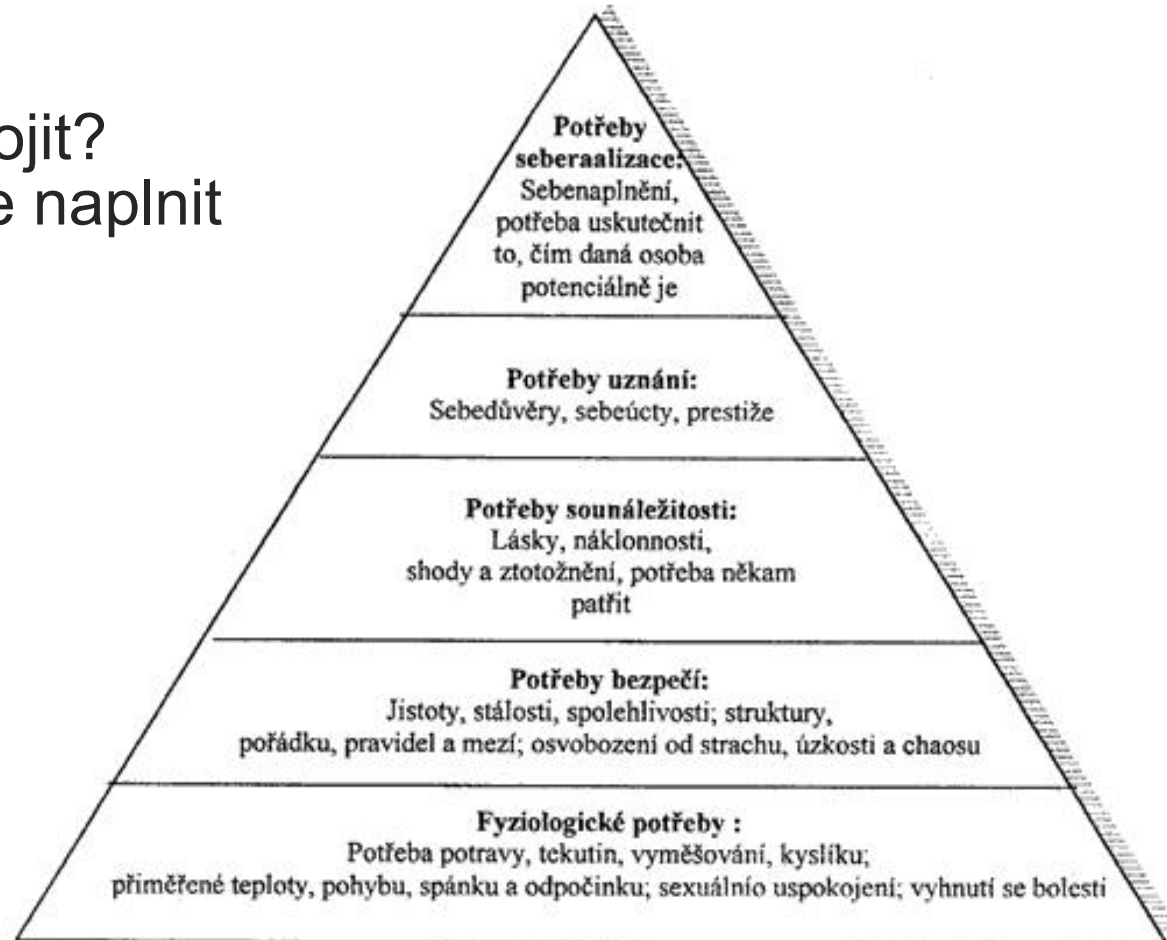 ojit?
e naplnit
Potřeby
seberaalizace:
Sebenaplnění,
potřeba uskutečnit
to, čím daná osoba
potenciálně je
Potřeby uznání:
Sebedůvěry, sebeúcty, prestiže
Potřeby sounáležitosti:
Lásky, náklonnosti,
shody a ztotožnění, potřeba někam
patřit
Potřeby bezpečí:
Jistoty, stálosti, spolehlivosti; struktury,
pořádku, pravidel a mezí; osvobození od strachu, úzkosti a chaosu
Fyziologické potřeby :
Potřeba potravy, tekutin, vyměšování, kyslíku;
přiměřené teploty, pohybu, spánku a odpočinku; sexuálnío uspokojení; vyhnutí se bolesti